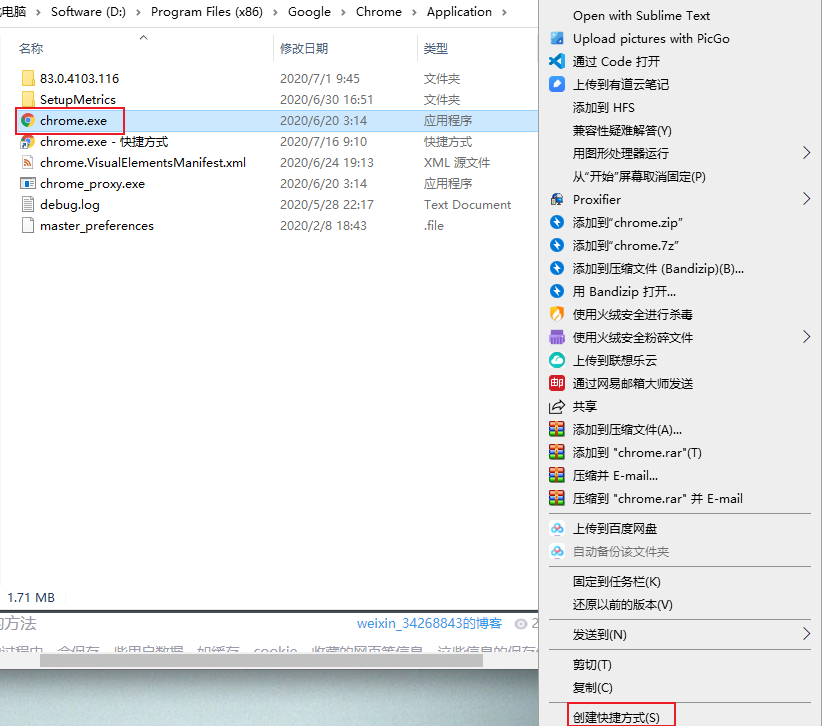 电脑 › Software (D:) › Program Files (x86) › Google › Chrome › Application ›
名称 修改日期 类型
83.0.4103.116 2020/7/1 9:45 文件夹
SetupMetrics 2020/6/30 16:51 文件夹
chrome.exe 2020/6/20 3:14 应用程序
chrome.exe - 快捷方式 2020/7/16 9:10 快捷方式
chrome.VisualElementsManifest.xml 2020/6/24 19:13 XML 源文件
chrome_proxy.exe 2020/6/20 3:14 应用程序
debug.log 2020/5/28 22:17 Text Document
master_preferences 2020/2/8 18:43 .file
1.71 MB
的方法 weixin_34268843的博客 2
Open with Sublime Text
Upload pictures with PicGo
通过 Code 打开
上传到有道云笔记
添加到 HFS
兼容性疑难解答(Y)
用图形处理器运行
从“开始”屏幕取消固定(P)
Proxifier
添加到“chrome.zip”
添加到“chrome.7z”
添加到压缩文件 (Bandizip)(B)...
用 Bandizip 打开...
使用火绒安全进行杀毒
使用火绒安全粉碎文件
上传到联想乐云
通过网易邮箱大师发送
共享
添加到压缩文件(A)...
添加到 "chrome.rar"(T)
压缩并 E-mail...
压缩到 "chrome.rar" 并 E-mail
上传到百度网盘
自动备份该文件夹
固定到任务栏(K)
还原以前的版本(V)
发送到(N)
剪切(T)
复制(C)
创建快捷方式(S)